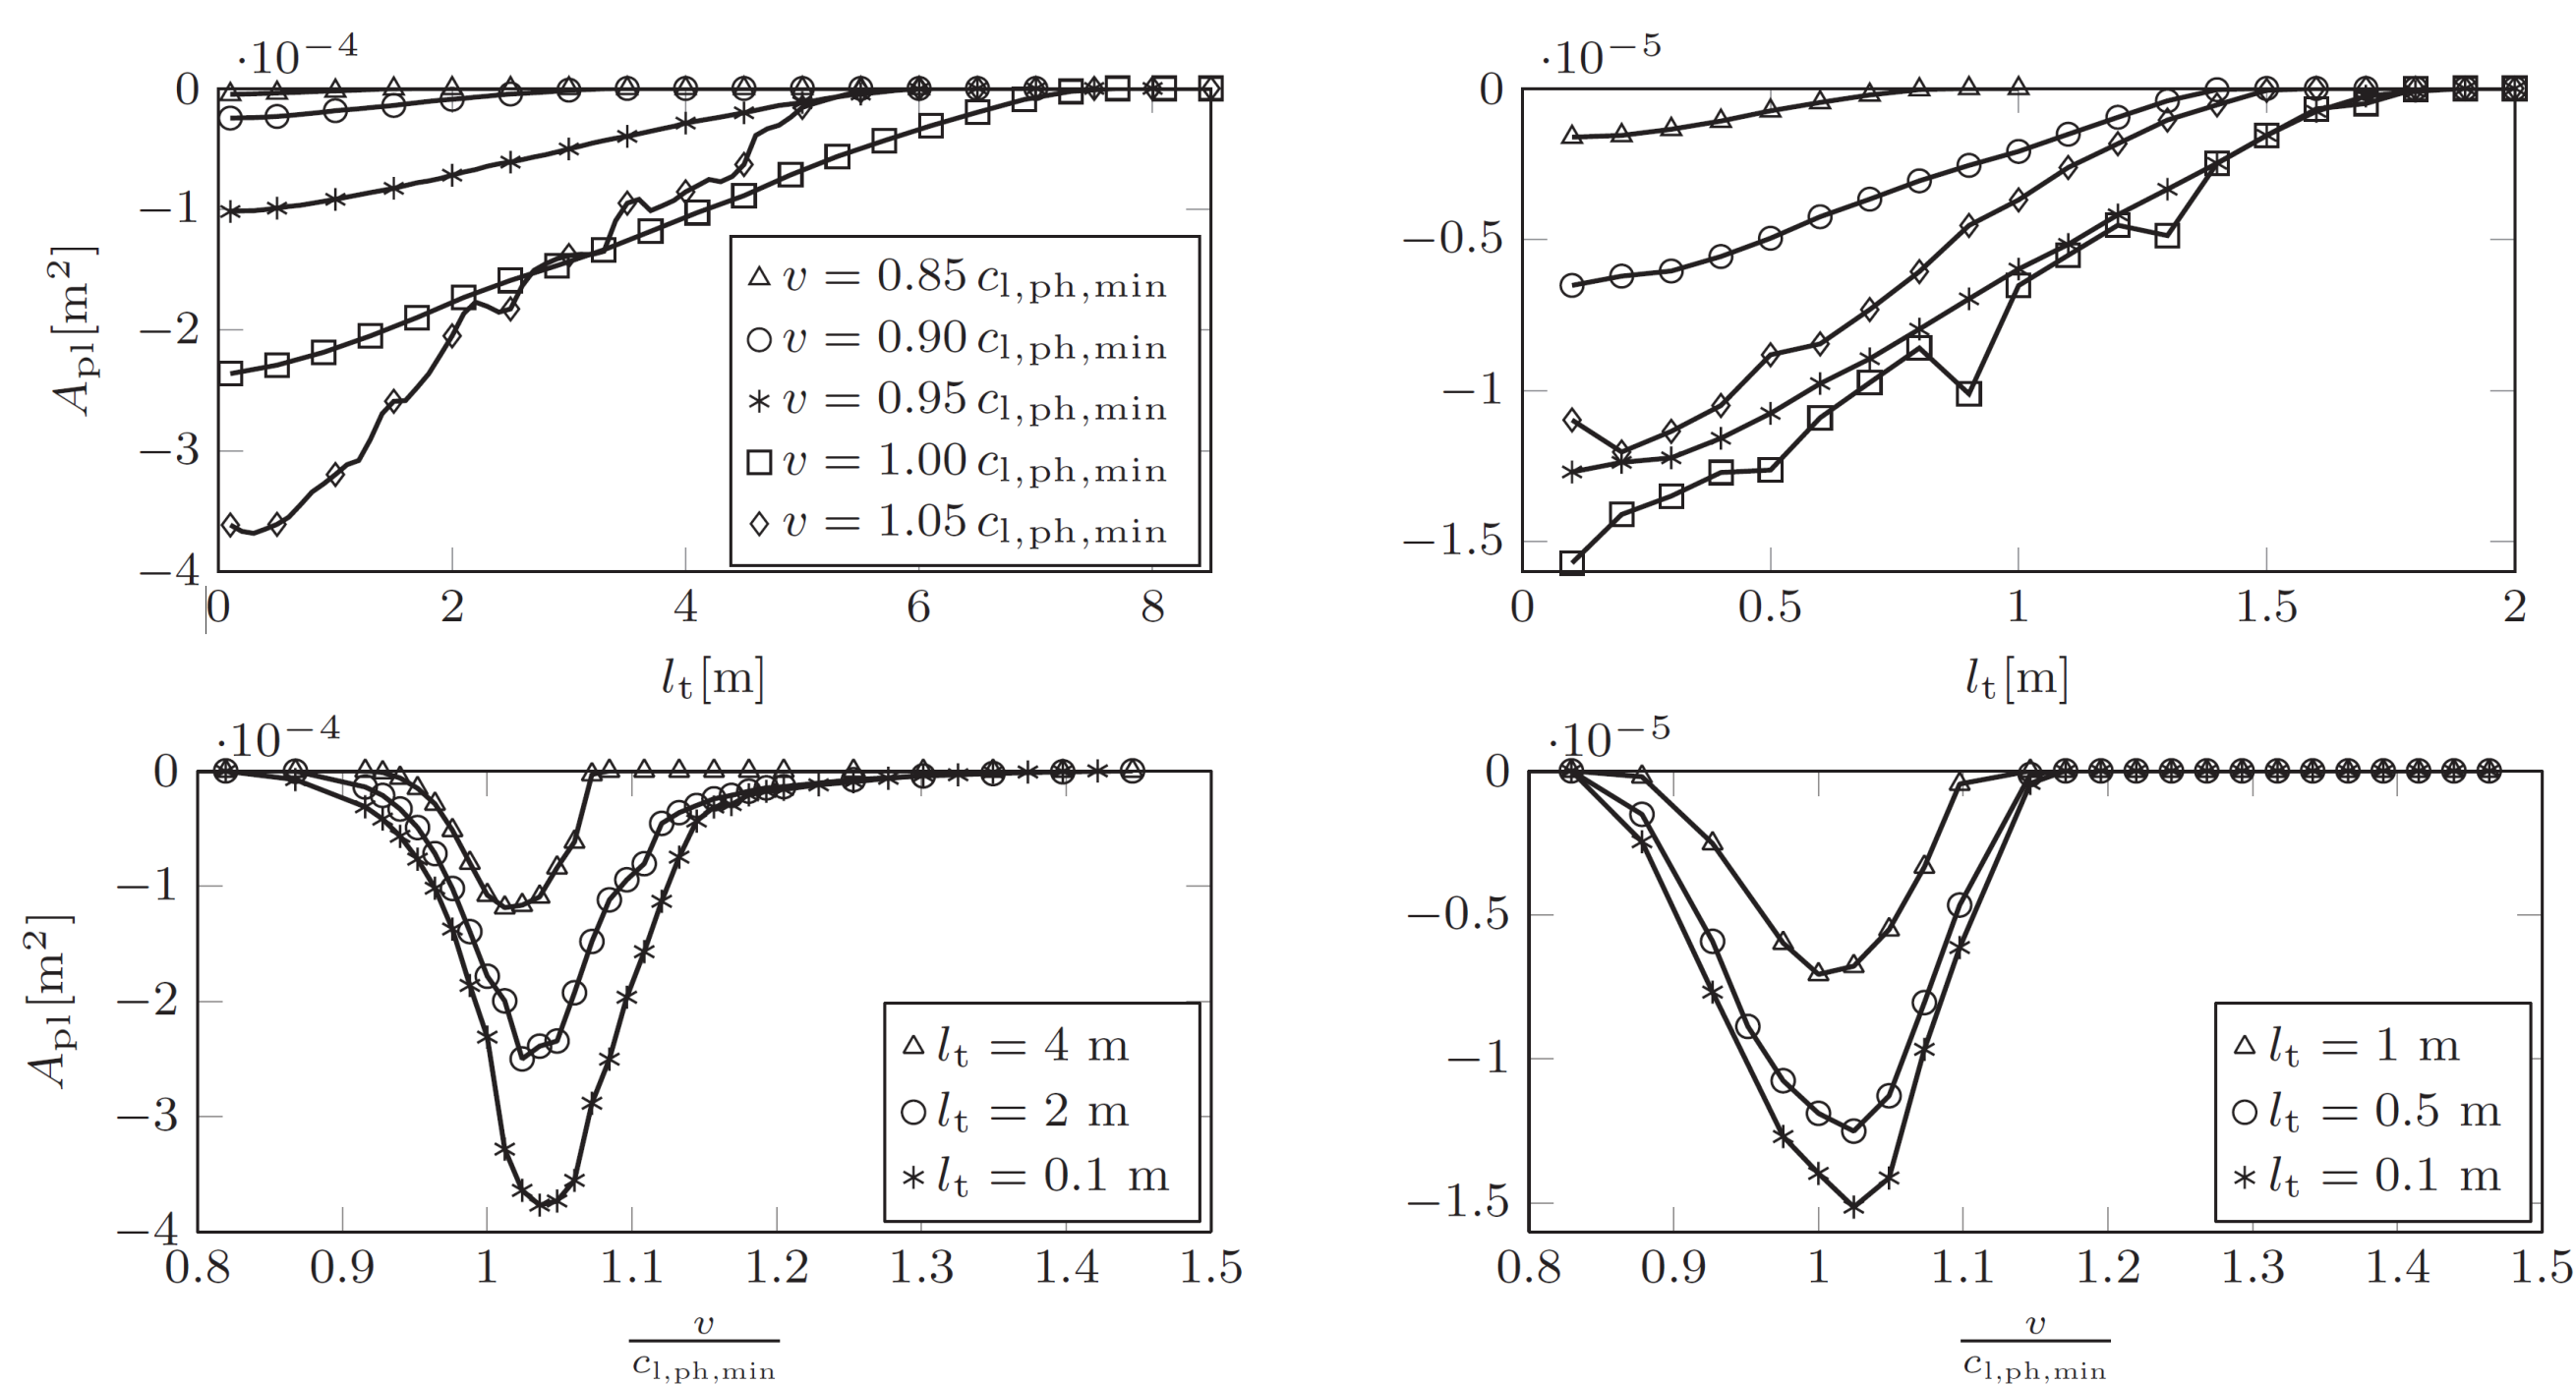 ·10⁻⁴
0
−1
−2
−3
−4
A_pl[m²]
0 2 4 6 8
l_t[m]
v = 0.85 c_l,ph,min
v = 0.90 c_l,ph,min
v = 0.95 c_l,ph,min
v = 1.00 c_l,ph,min
v = 1.05 c_l,ph,min
·10⁻⁵
0
−0.5
−1
−1.5
0 0.5 1 1.5 2
l_t[m]
·10⁻⁴
0
−1
−2
−3
−4
A_pl[m²]
0.8 0.9 1 1.1 1.2 1.3 1.4 1.5
v
c_l,ph,min
l_t = 4 m
l_t = 2 m
l_t = 0.1 m
·10⁻⁵
0
−0.5
−1
−1.5
0.8 0.9 1 1.1 1.2 1.3 1.4 1.5
v
c_l,ph,min
l_t = 1 m
l_t = 0.5 m
l_t = 0.1 m